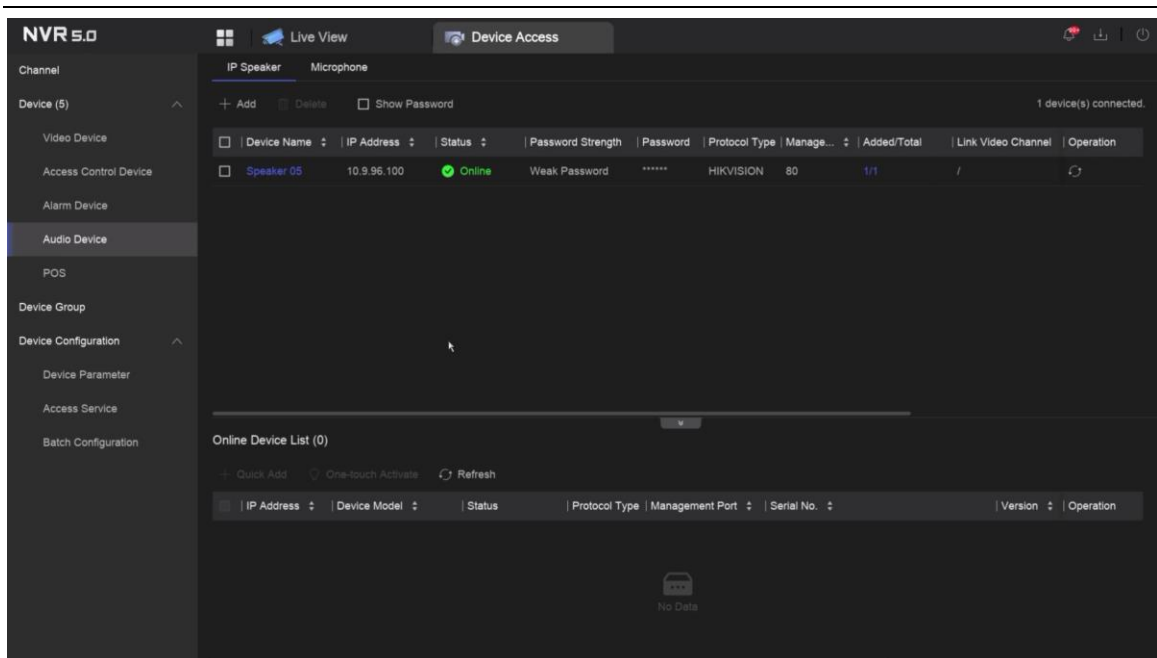 NVR 5.0
Live View
Device Access
Channel
Device (5)
Video Device
Access Control Device
Alarm Device
Audio Device
POS
Device Group
Device Configuration
Device Parameter
Access Service
Batch Configuration
IP Speaker Microphone
+ Add Delete Show Password 1 device(s) connected.
Device Name IP Address Status Password Strength Password Protocol Type Manage... Added/Total Link Video Channel Operation
Speaker 05 10.9.96.100 Online Weak Password ****** HIKVISION 80 1/1 /
Online Device List (0)
+ Quick Add One-touch Activate Refresh
IP Address Device Model Status Protocol Type Management Port Serial No. Version Operation
No Data